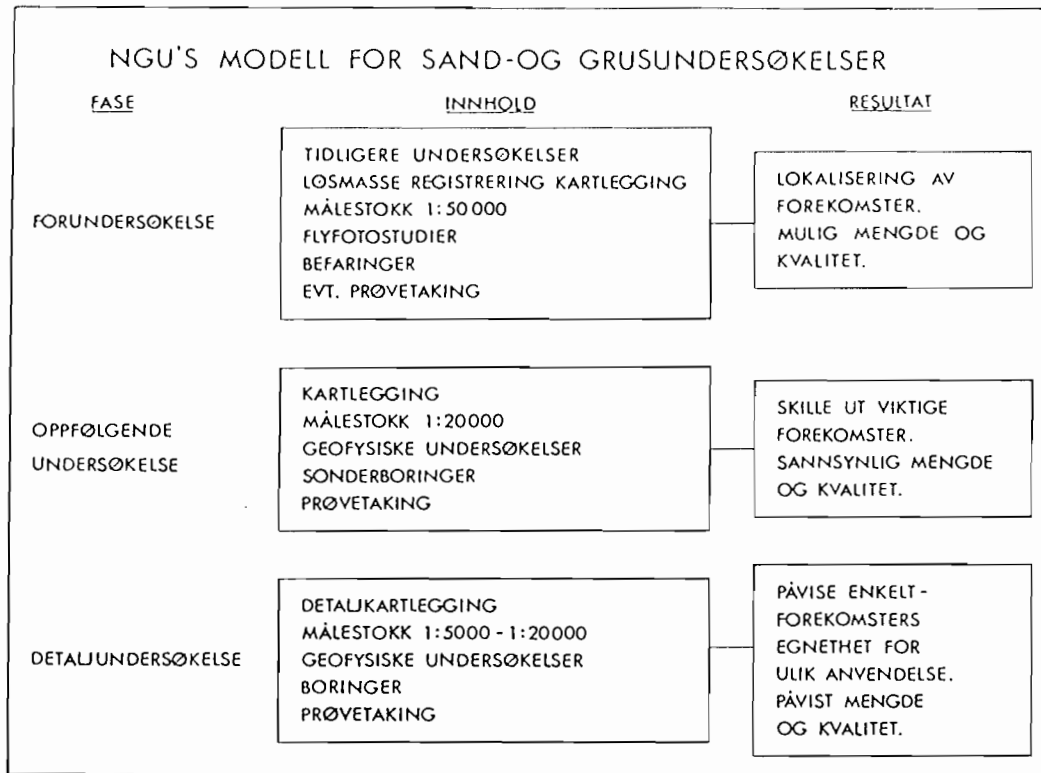 NGU'S MODELL FOR SAND-OG GRUSUNDERSØKELSER
FASE
INNHOLD
RESULTAT
FORUNDERSØKELSE
TIDLIGERE UNDERSØKELSER
LØSMASSE REGISTRERING KARTLEGGING
MÅLESTOKK 1:50 000
FLYFOTOSTUDIER
BEFARINGER
EVT. PRØVETAKING
LOKALISERING AV
FOREKOMSTER.
MULIG MENGDE OG
KVALITET.
OPPFØLGENDE
UNDERSØKELSE
KARTLEGGING
MÅLESTOKK 1:20000
GEOFYSISKE UNDERSØKELSER
SONDERBORINGER
PRØVETAKING
SKILLE UT VIKTIGE
FOREKOMSTER.
SANNSYNLIG MENGDE
OG KVALITET.
DETALJUNDERSØKELSE
DETALJKARTLEGGING
MÅLESTOKK 1:5000 - 1:20000
GEOFYSISKE UNDERSØKELSER
BORINGER
PRØVETAKING
PÅVISE ENKELT-
FOREKOMSTERS
EGNETHET FOR
ULIK ANVENDELSE.
PÅVIST MENGDE
OG KVALITET.